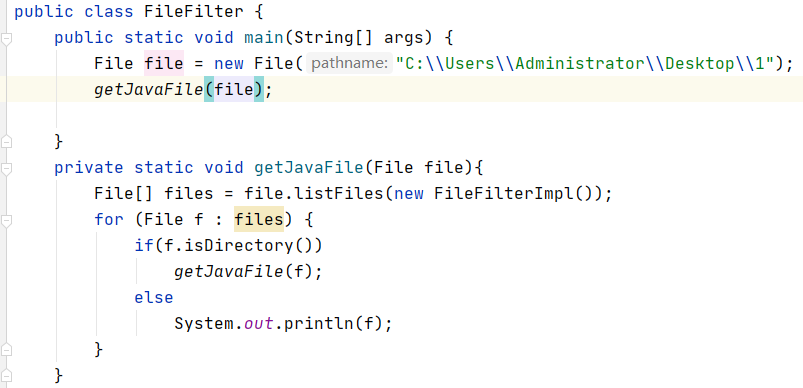 public class FileFilter {
    public static void main(String[] args) {
        File file = new File( pathname: "C:\\Users\\Administrator\\Desktop\\1");
        getJavaFile(file);
    }
    private static void getJavaFile(File file){
        File[] files = file.listFiles(new FileFilterImpl());
        for (File f : files) {
            if(f.isDirectory())
                getJavaFile(f);
            else
                System.out.println(f);
        }
    }